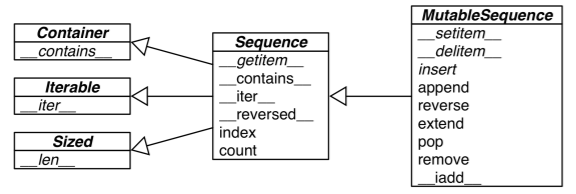 Container
__contains__
Iterable
__iter__
Sized
__len__
Sequence
__getitem__
__contains__
__iter__
__reversed__
index
count
MutableSequence
__setitem__
__delitem__
insert
append
reverse
extend
pop
remove
__iadd__